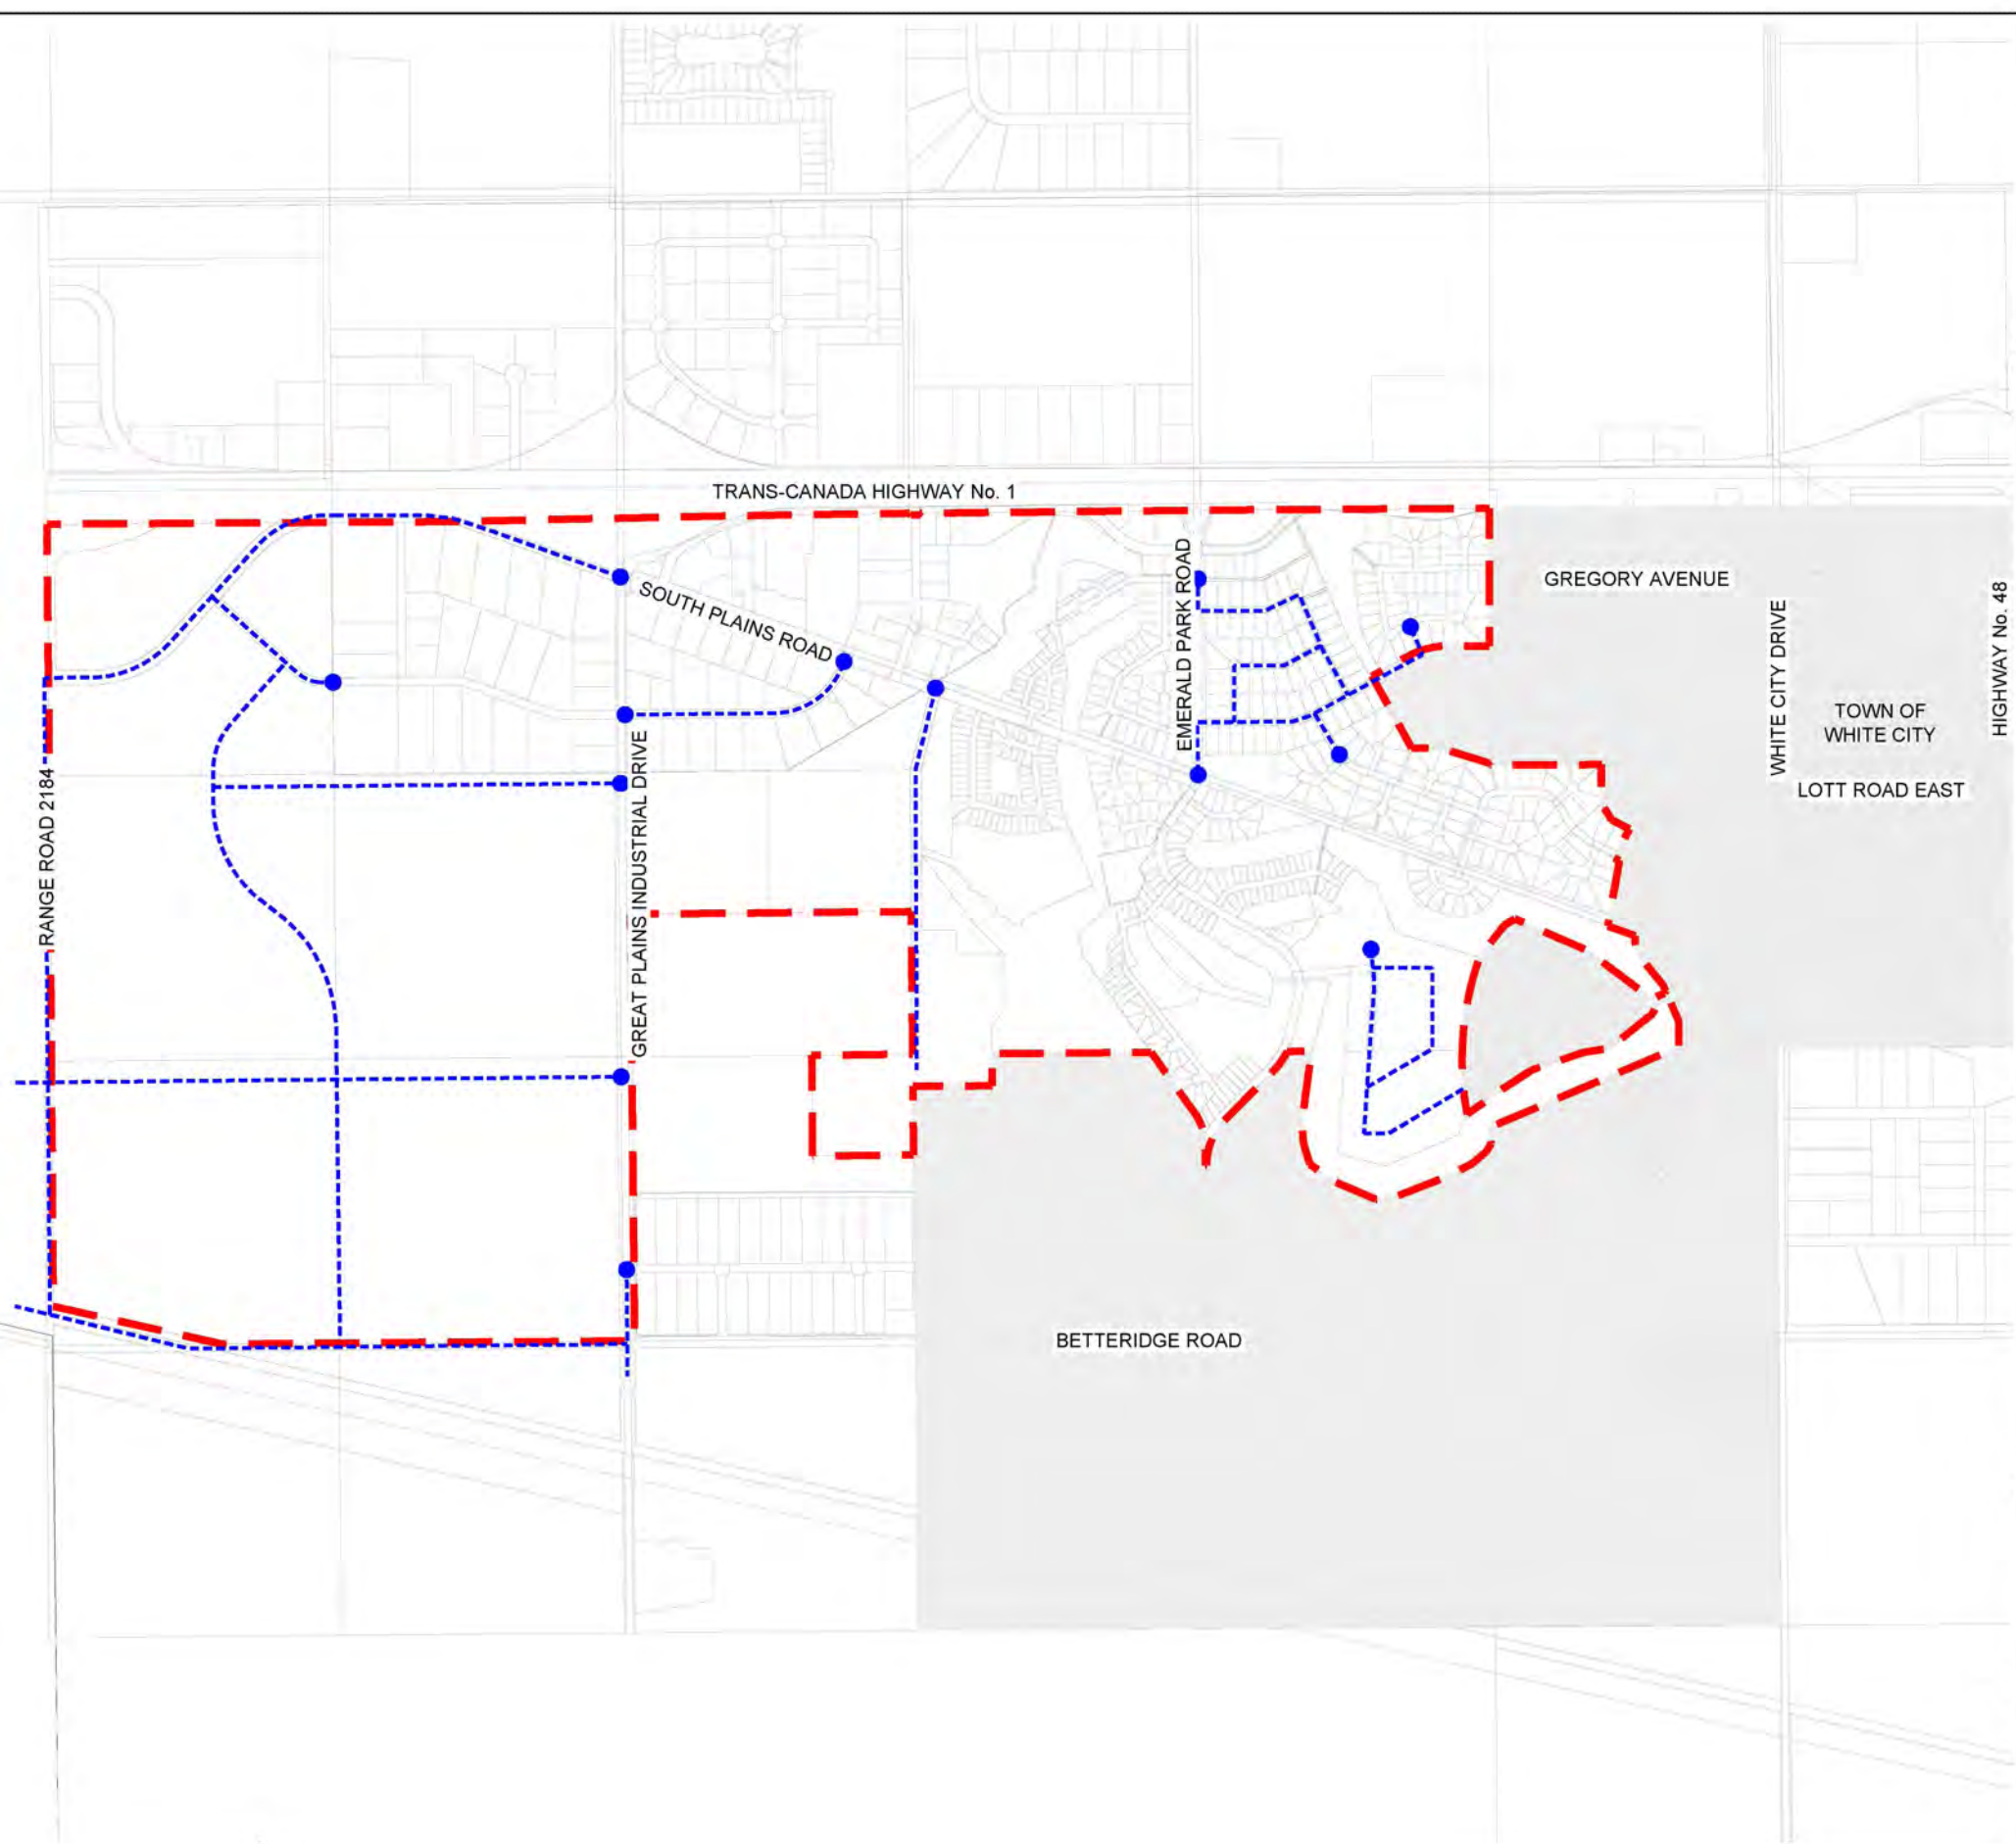 TRANS-CANADA HIGHWAY No. 1
GREGORY AVENUE
SOUTH PLAINS ROAD
EMERALD PARK ROAD
WHITE CITY DRIVE
HIGHWAY No. 48
TOWN OF
WHITE CITY
LOTT ROAD EAST
RANGE ROAD 2184
GREAT PLAINS INDUSTRIAL DRIVE
BETTERIDGE ROAD